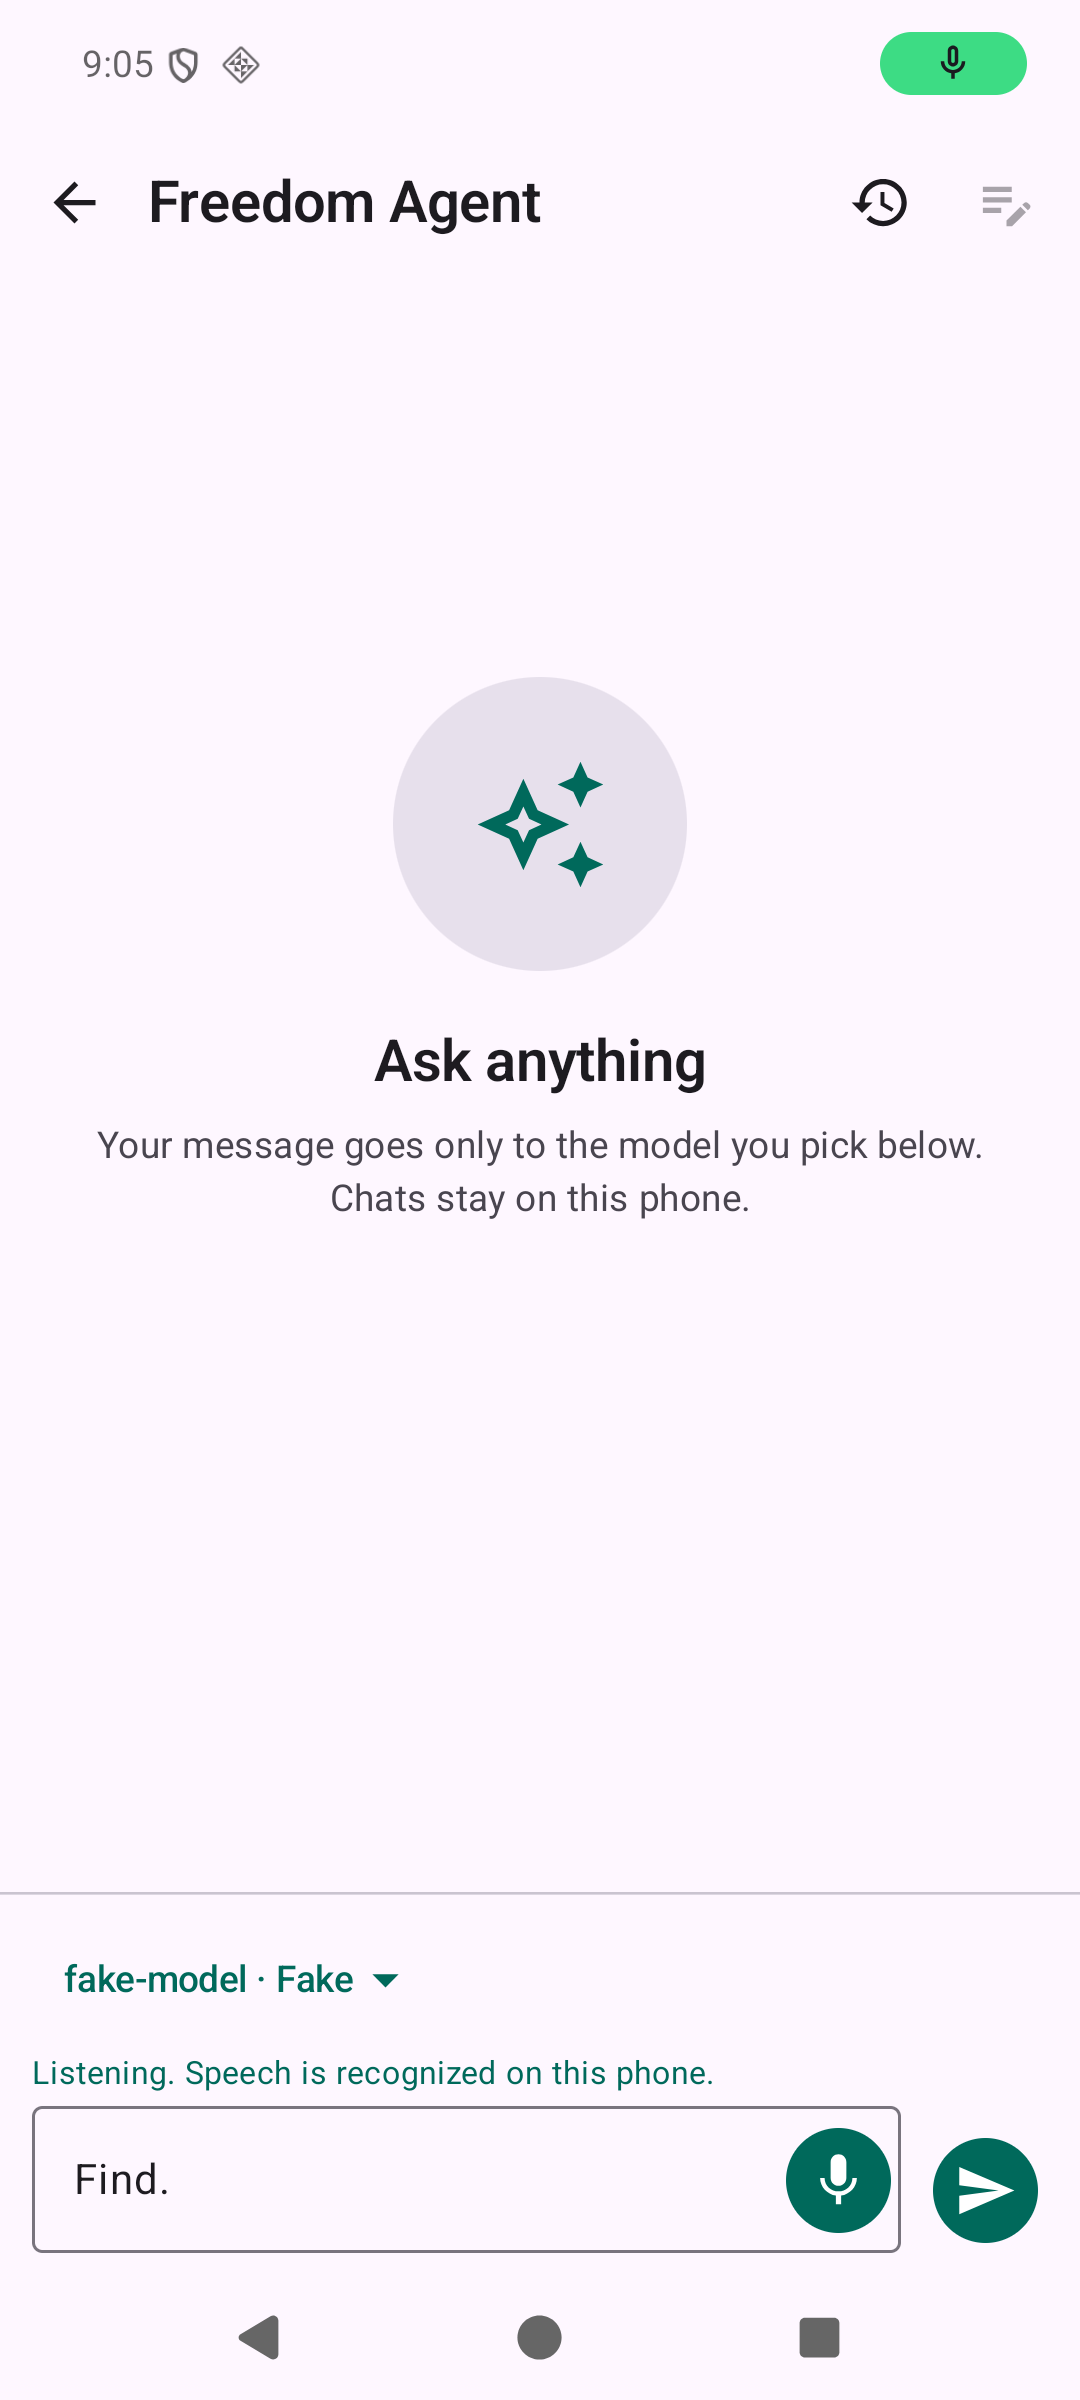 9:05
Freedom Agent
Ask anything
Your message goes only to the model you pick below.
Chats stay on this phone.
fake-model · Fake
Listening. Speech is recognized on this phone.
Find.